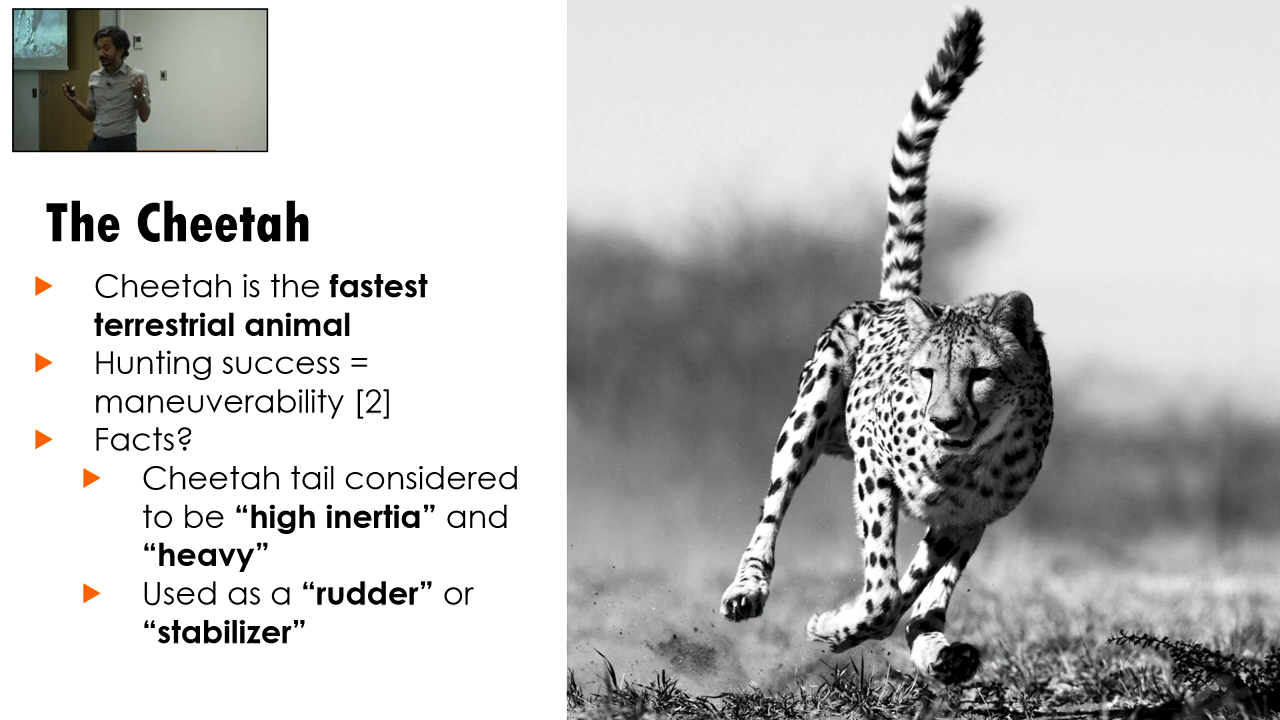 The Cheetah
Cheetah is the fastest
terrestrial animal
Hunting success =
maneuverability [2]
Facts?
Cheetah tail considered
to be “high inertia” and
“heavy”
Used as a “rudder” or
“stabilizer”